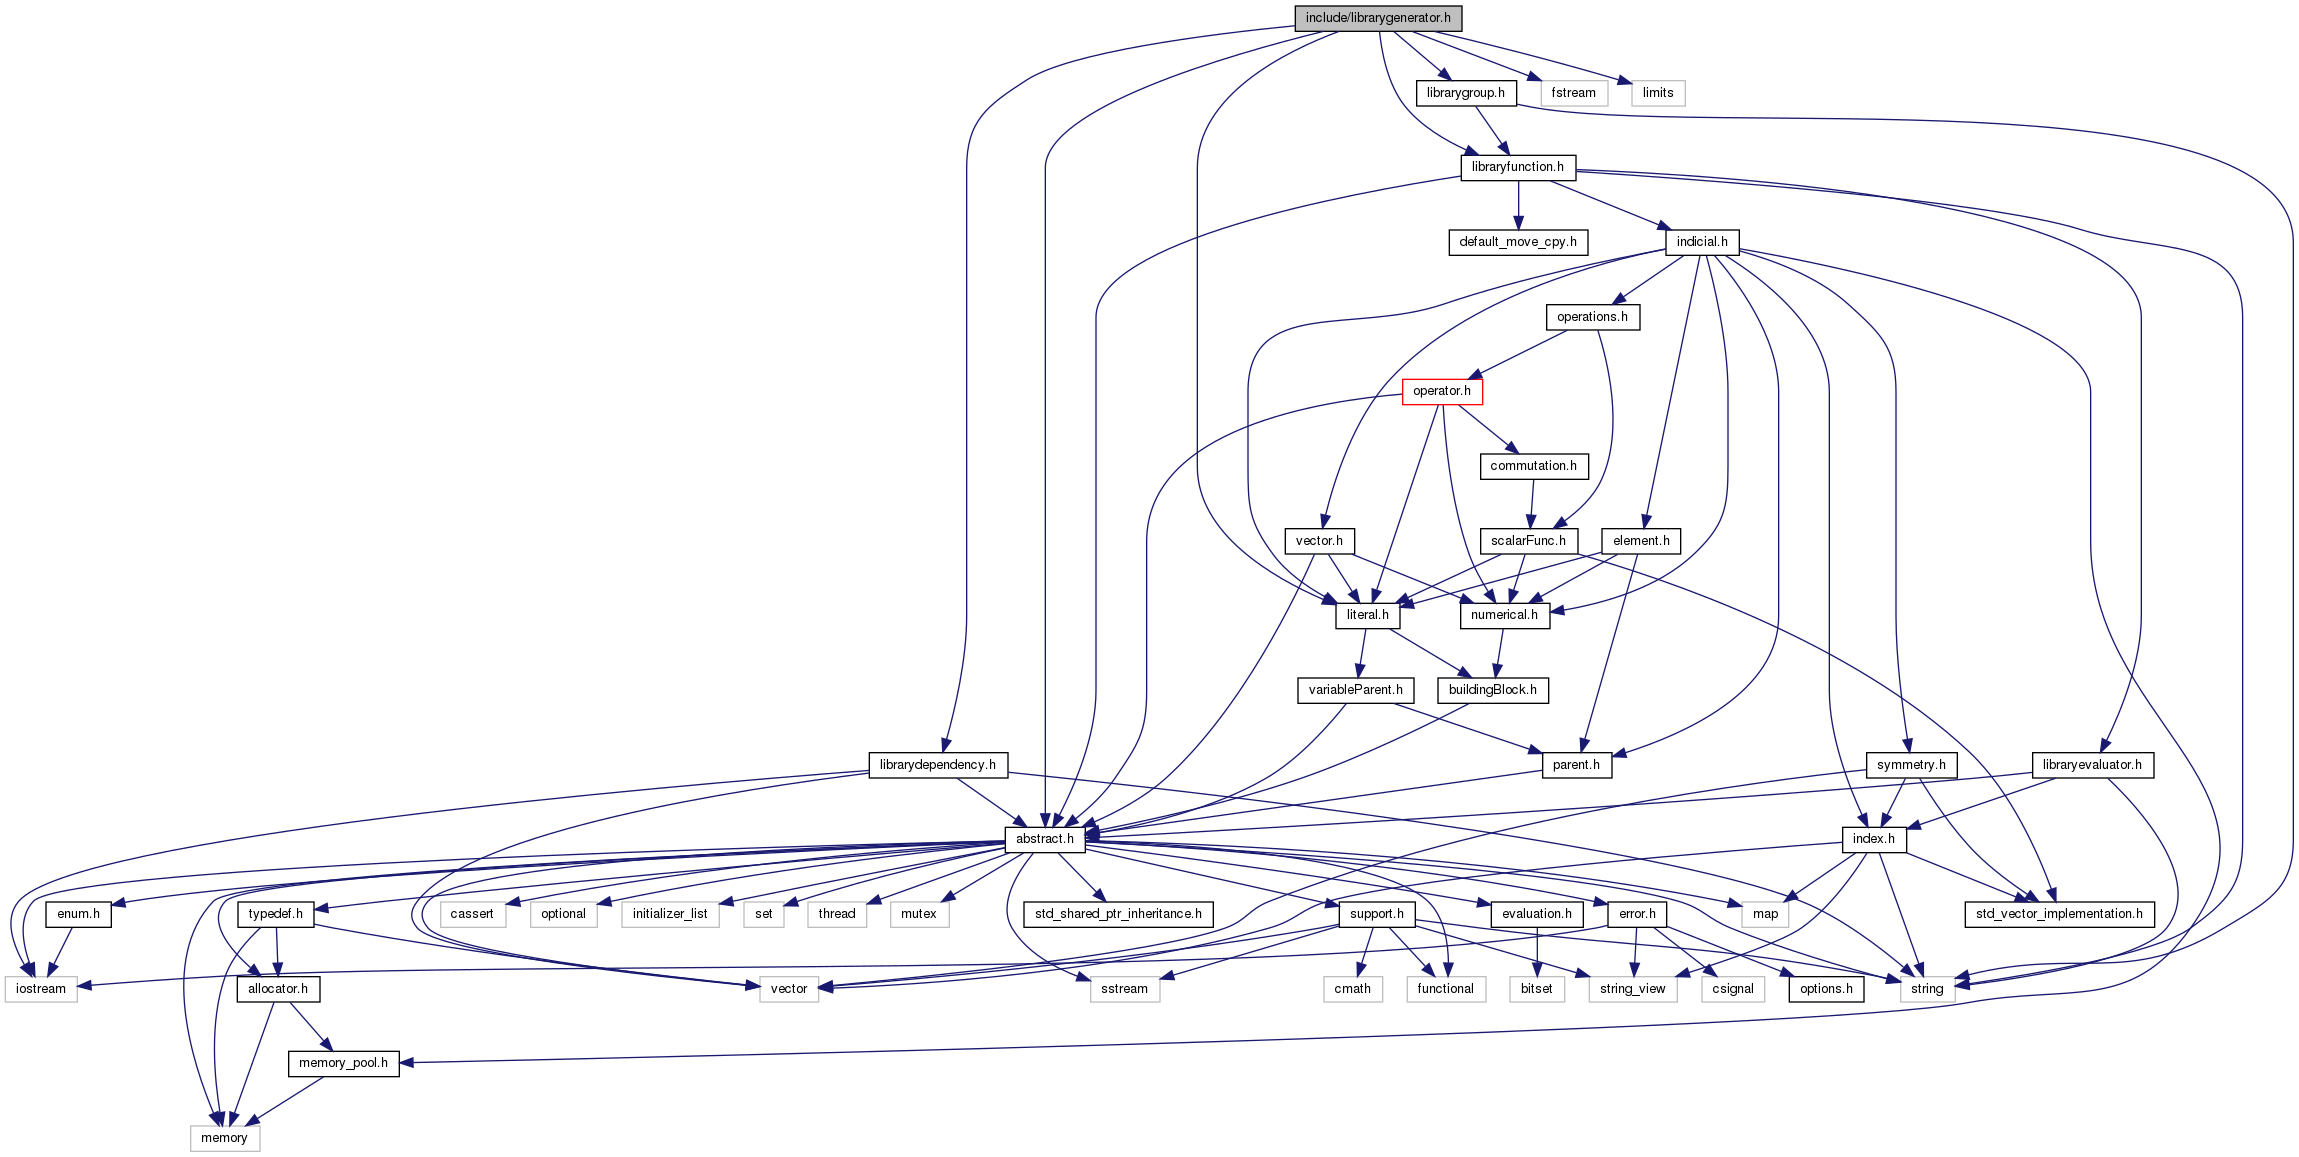 include/librarygenerator.h
librarygroup.h
fstream
limits
libraryfunction.h
default_move_cpy.h
indicial.h
operations.h
operator.h
commutation.h
vector.h
scalarFunc.h
element.h
literal.h
numerical.h
variableParent.h
buildingBlock.h
librarydependency.h
parent.h
symmetry.h
libraryevaluator.h
abstract.h
index.h
enum.h
typedef.h
cassert
optional
initializer_list
set
thread
mutex
std_shared_ptr_inheritance.h
support.h
evaluation.h
error.h
map
std_vector_implementation.h
iostream
allocator.h
vector
sstream
cmath
functional
bitset
string_view
csignal
options.h
string
memory_pool.h
memory